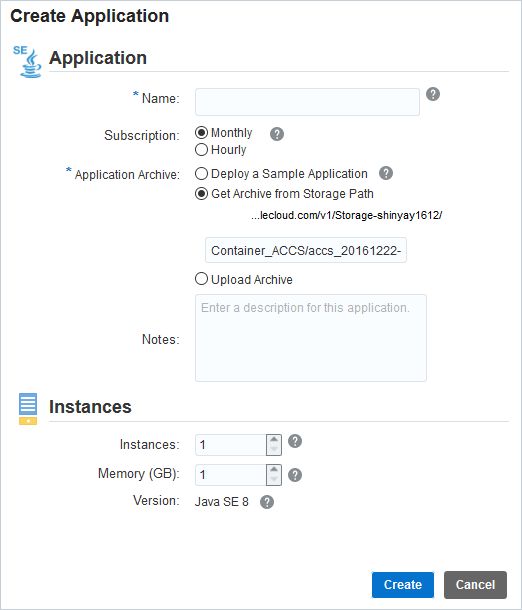 Create Application
SE
Application
* Name:
?
Subscription:
Monthly ?
Hourly
* Application Archive:
Deploy a Sample Application ?
Get Archive from Storage Path
...lecloud.com/v1/Storage-shinyay1612/
Container_ACCS/accs_20161222-
Upload Archive
Notes:
Enter a description for this application.
Instances
Instances: 1 ?
Memory (GB): 1 ?
Version: Java SE 8 ?
Create Cancel